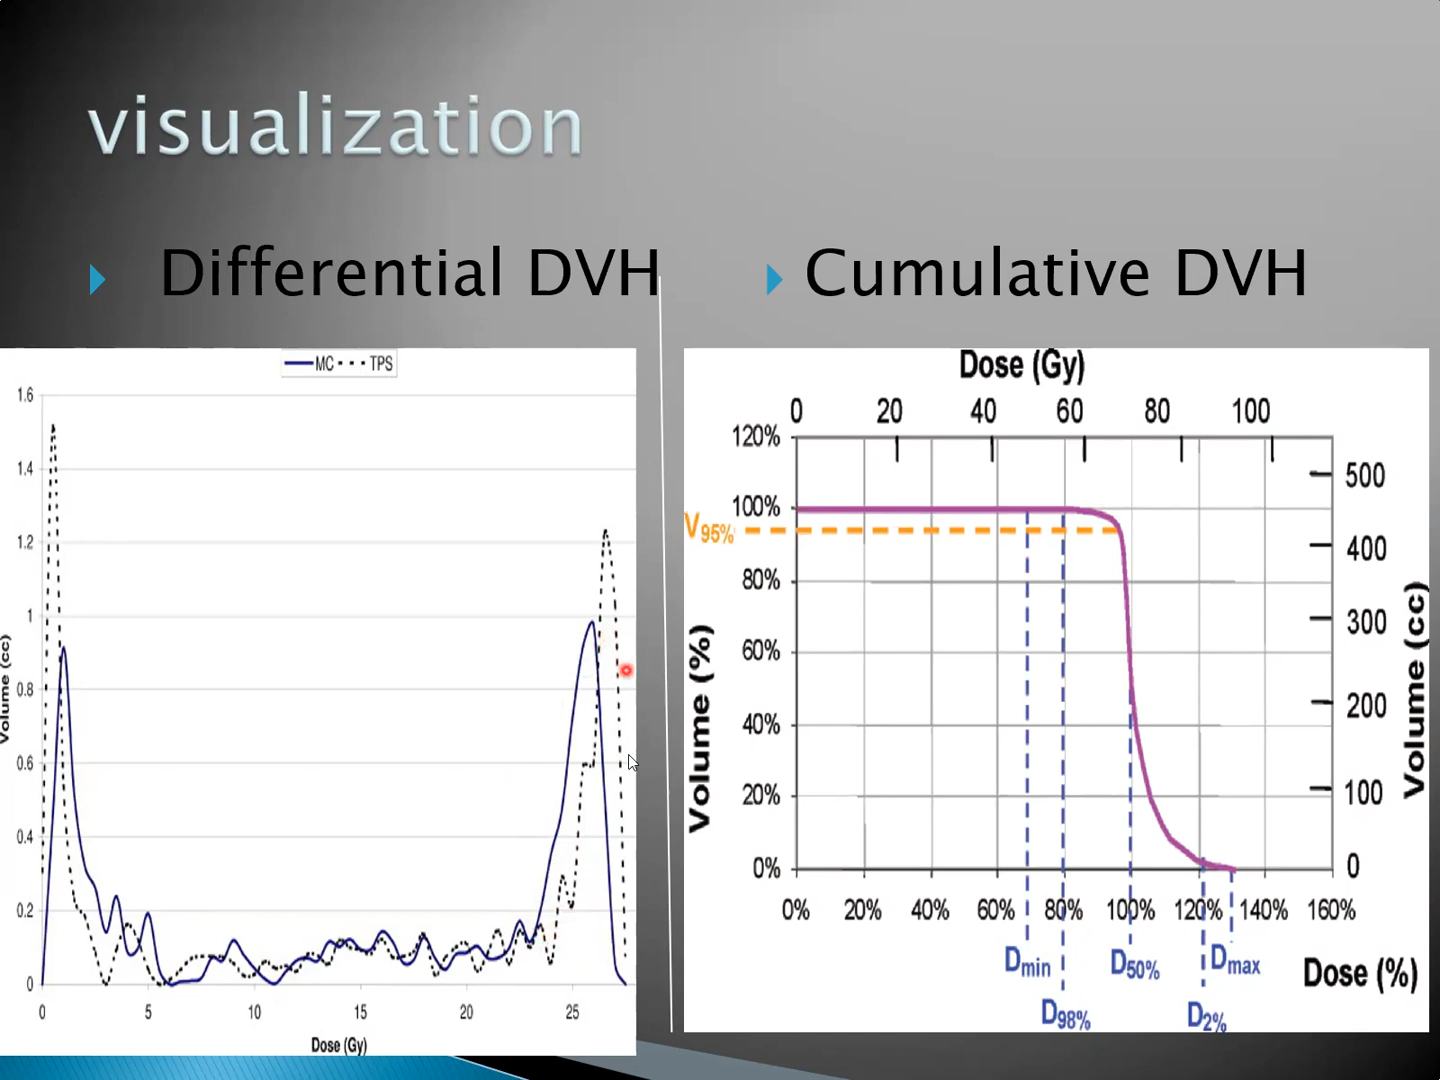 visualization
Differential DVH
MC TPS
1.6
1.4
1.2
1
0.8
0.6
0.4
0.2
0
Volume (cc)
0 5 10 15 20 25
Dose (Gy)
Cumulative DVH
Dose (Gy)
0 20 40 60 80 100
120%
100%
V95%
80%
60%
40%
20%
0%
Volume (%)
500
400
300
200
100
0
Volume (cc)
0% 20% 40% 60% 80% 100% 120% 140% 160%
Dmin D50% Dmax
Dose (%)
D98% D2%